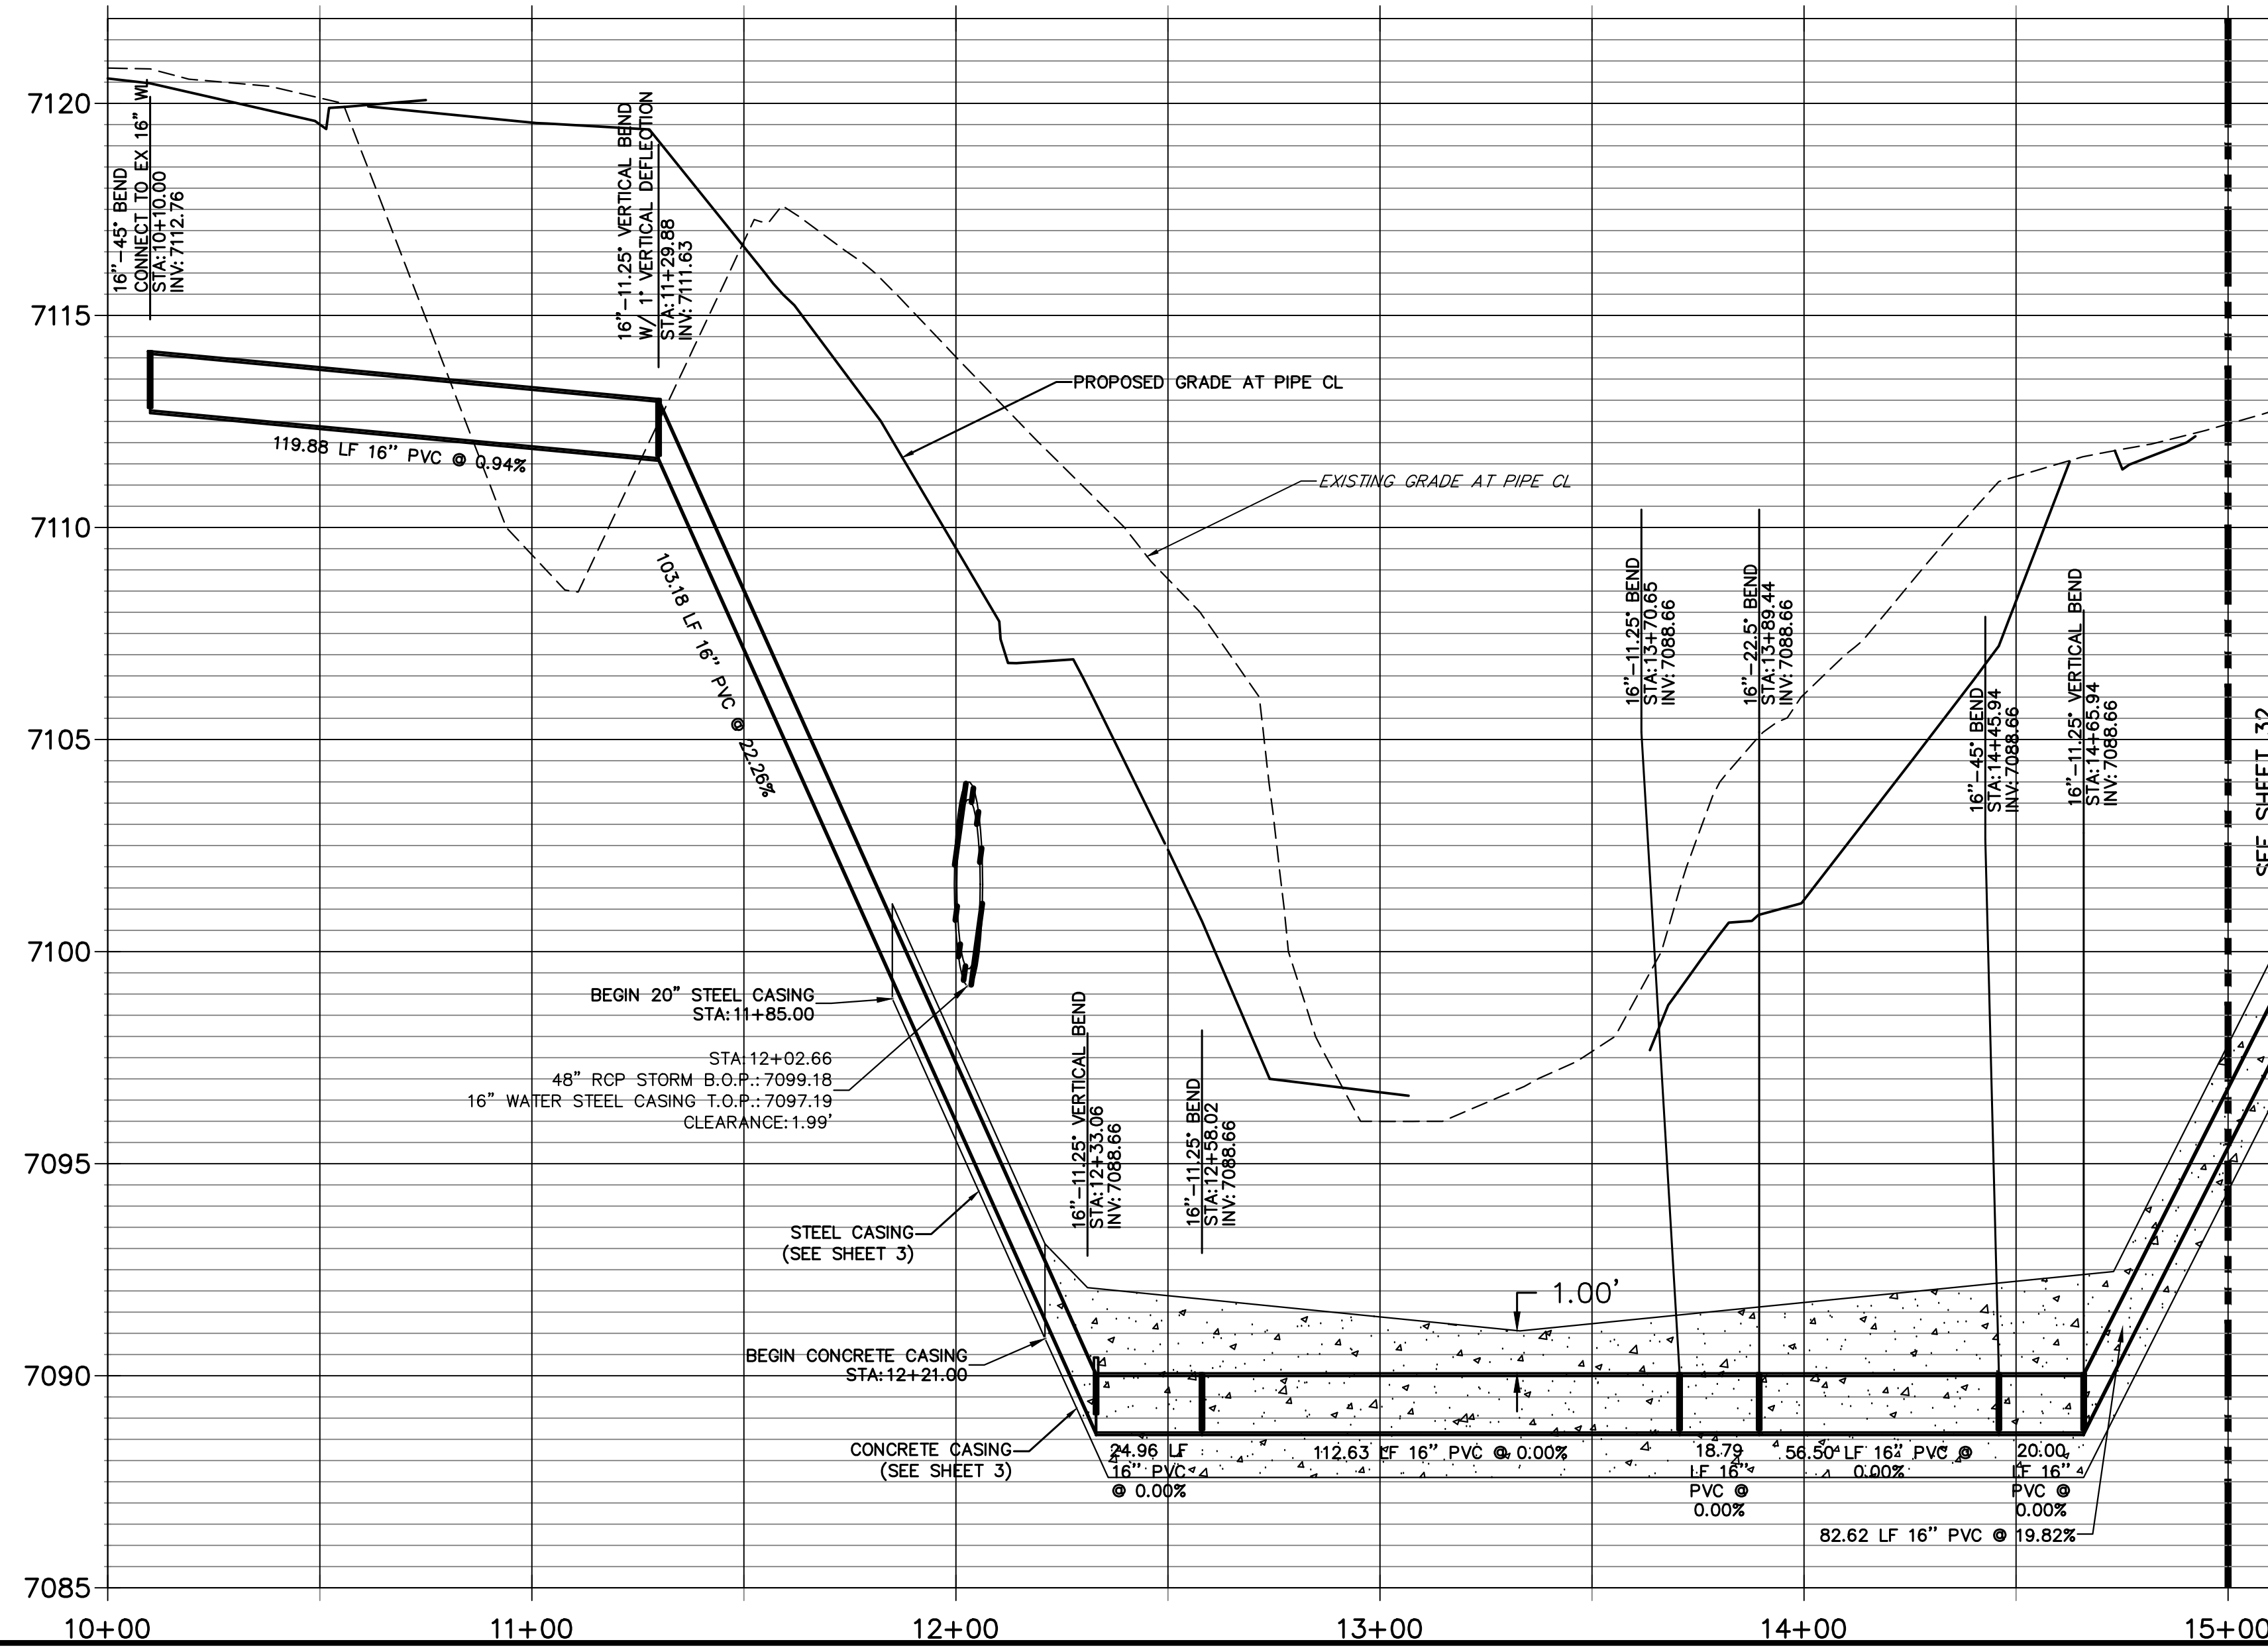 7120
7115
7110
7105
7100
7095
7090
7085
10+00
11+00
12+00
13+00
14+00
15+00
16"-45° BEND
CONNECT TO EX 16" WL
STA:10+10.00
INV:7112.76
119.88 LF 16" PVC @ 0.94%
16"-11.25° VERTICAL BEND
W/ 1° VERTICAL DEFLECTION
STA:11+29.88
INV:7111.63
103.18 LF 16" PVC @ 22.26%
PROPOSED GRADE AT PIPE CL
EXISTING GRADE AT PIPE CL
BEGIN 20" STEEL CASING
STA:11+85.00
STA:12+02.66
48" RCP STORM B.O.P.:7099.18
16" WATER STEEL CASING T.O.P.:7097.19
CLEARANCE:1.99'
STEEL CASING
(SEE SHEET 3)
BEGIN CONCRETE CASING
STA:12+21.00
CONCRETE CASING
(SEE SHEET 3)
16"-11.25° VERTICAL BEND
STA:12+33.06
INV:7088.66
16"-11.25° BEND
STA:12+58.02
INV:7088.66
1.00'
16"-11.25° BEND
STA:13+70.65
INV:7088.66
16"-22.5° BEND
STA:13+89.44
INV:7088.66
16"-45° BEND
STA:14+45.94
INV:7088.66
16"-11.25° VERTICAL BEND
STA:14+65.94
INV:7088.66
24.96 LF
16" PVC
@ 0.00%
112.63 LF 16" PVC @ 0.00%
18.79
LF 16"
PVC @
0.00%
56.50 LF 16" PVC @
0.00%
20.00
LF 16"
PVC @
0.00%
82.62 LF 16" PVC @ 19.82%
SEE SHEET 32